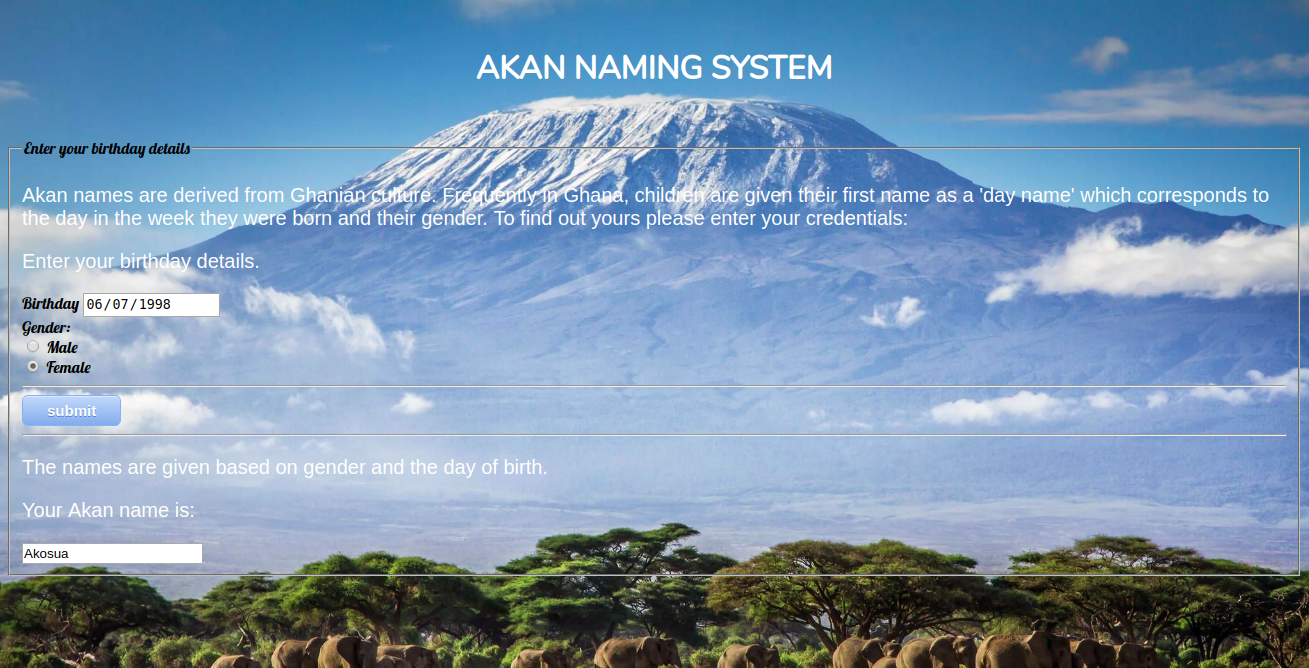 AKAN NAMING SYSTEM
Enter your birthday details
Akan names are derived from Ghanian culture. Frequently in Ghana, children are given their first name as a 'day name' which corresponds to
the day in the week they were born and their gender. To find out yours please enter your credentials:
Enter your birthday details.
Birthday 06/07/1998
Gender:
Male
Female
submit
The names are given based on gender and the day of birth.
Your Akan name is:
Akosua